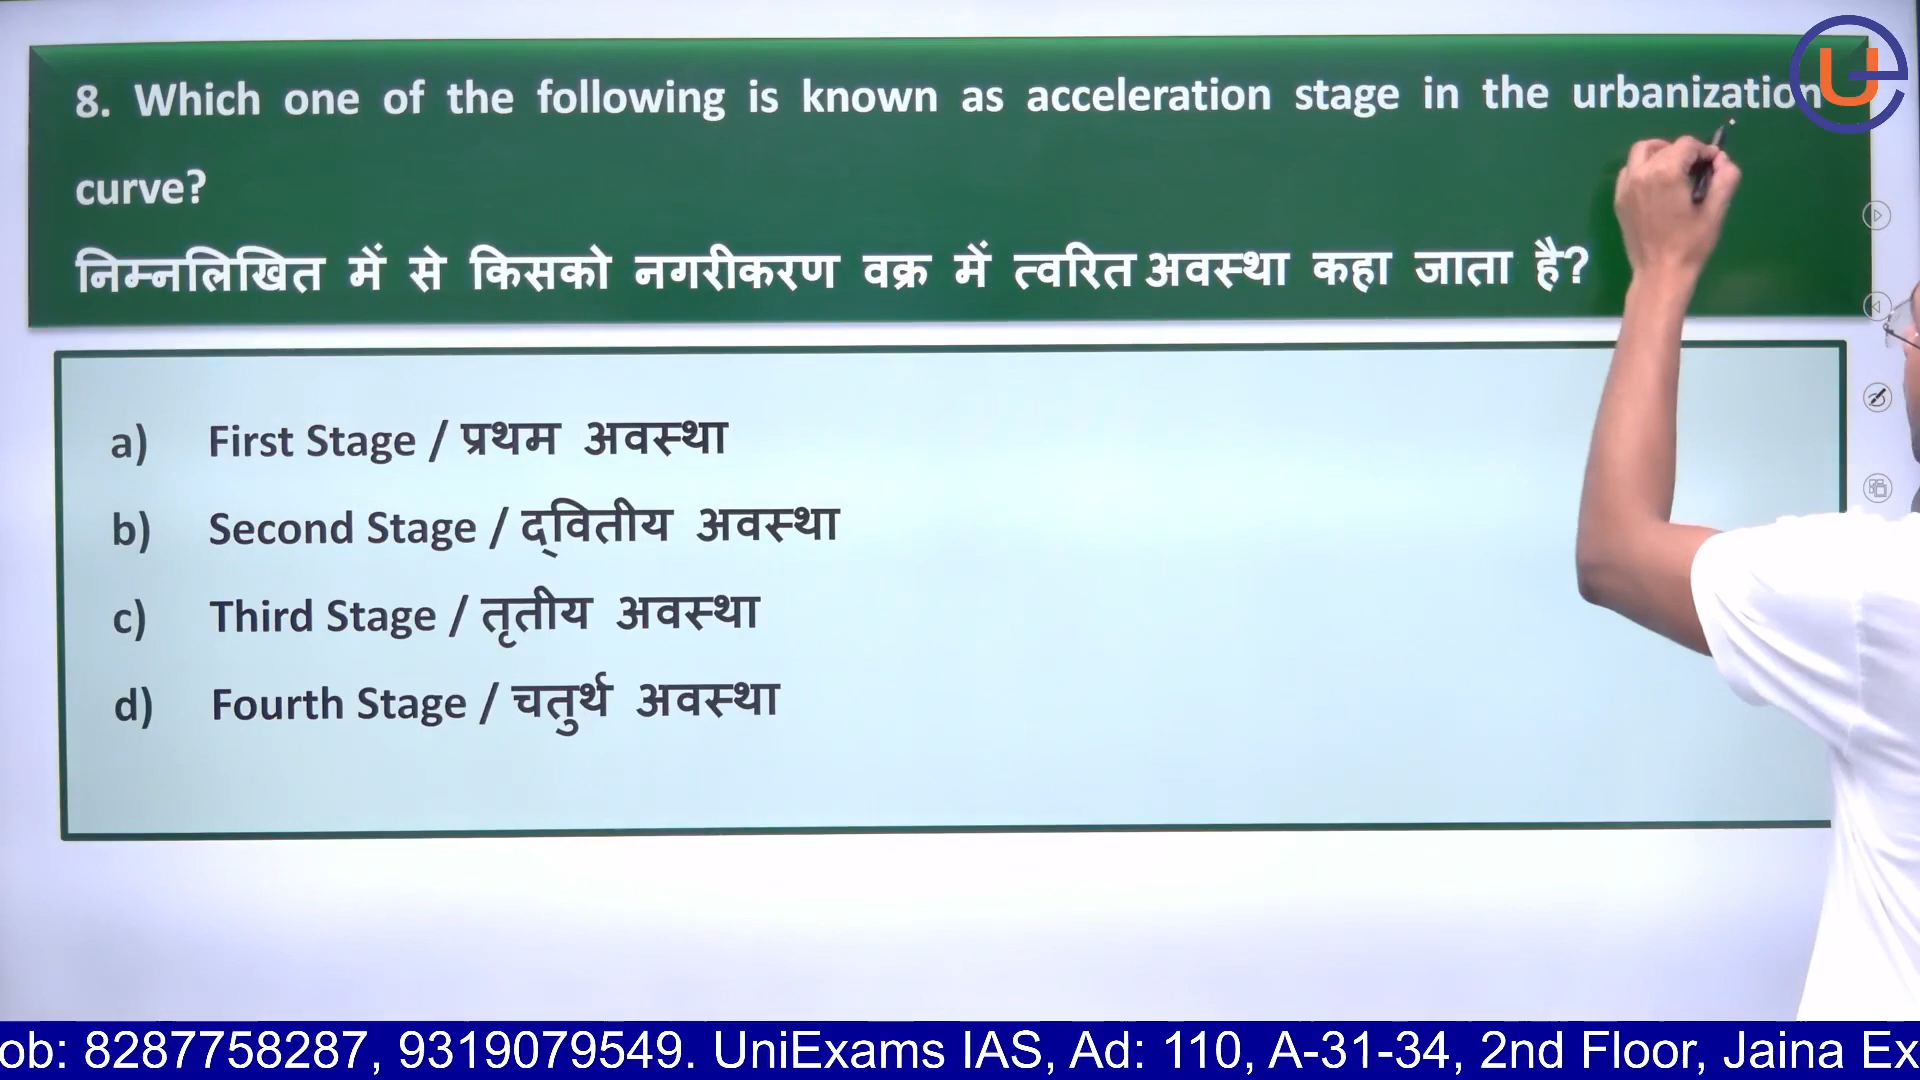 8. Which one of the following is known as acceleration stage in the urbanization
curve?
निम्नलिखित में से किसको नगरीकरण वक्र में त्वरित अवस्था कहा जाता है?
a) First Stage / प्रथम अवस्था
b) Second Stage / द्वितीय अवस्था
c) Third Stage / तृतीय अवस्था
d) Fourth Stage / चतुर्थ अवस्था
ob: 8287758287, 9319079549. UniExams IAS, Ad: 110, A-31-34, 2nd Floor, Jaina Ex